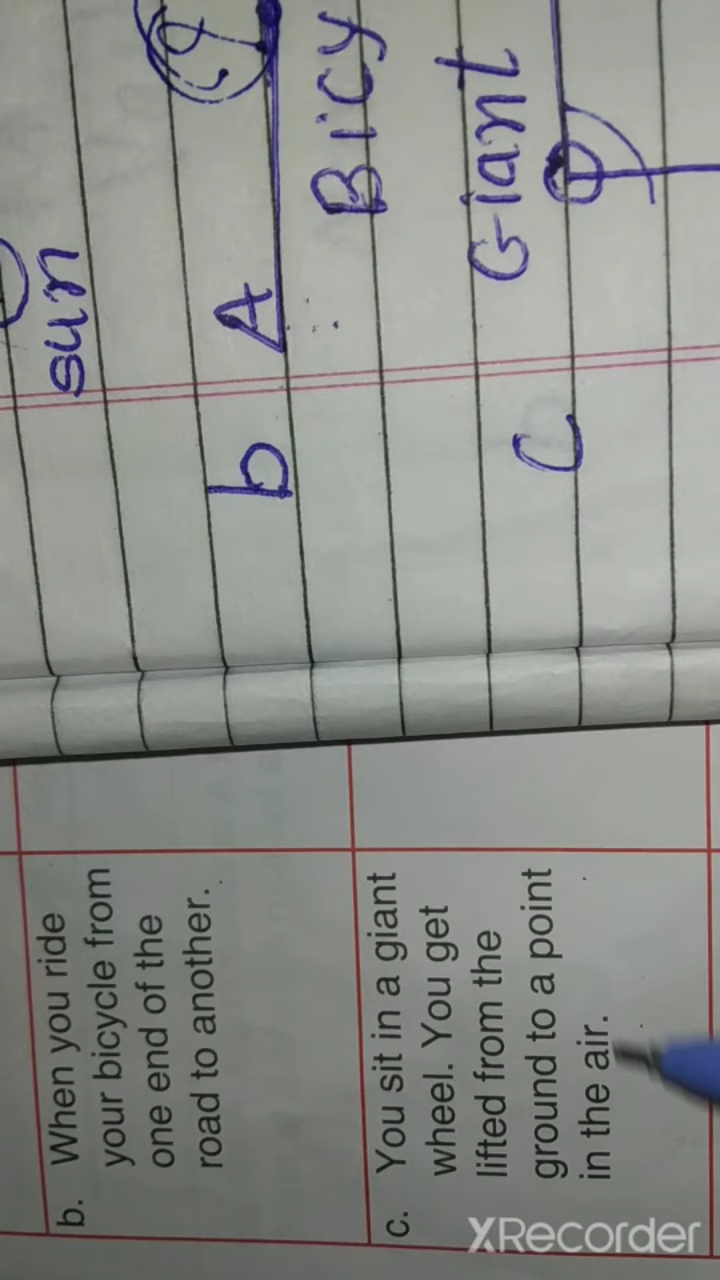 sun
b A
Bicy
Giant
C
b. When you ride
your bicycle from
one end of the
road to another.
c. You sit in a giant
wheel. You get
lifted from the
ground to a point
in the air.
XRecorder